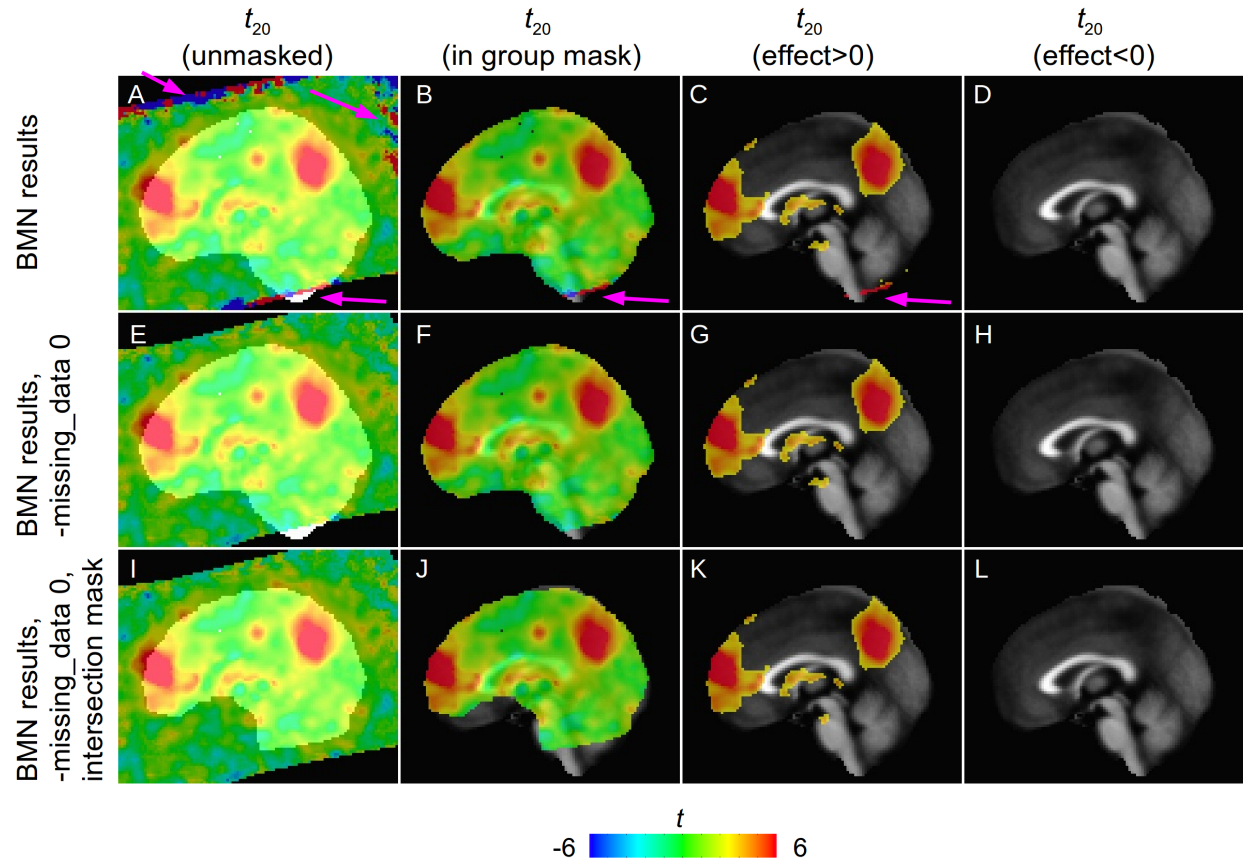 t20 t20 t20 t20
(unmasked) (in group mask) (effect>0) (effect<0)
BMN results
A B C D
BMN results,
-missing_data 0
E F G H
BMN results,
-missing_data 0,
intersection mask
I J K L
t
-6 6